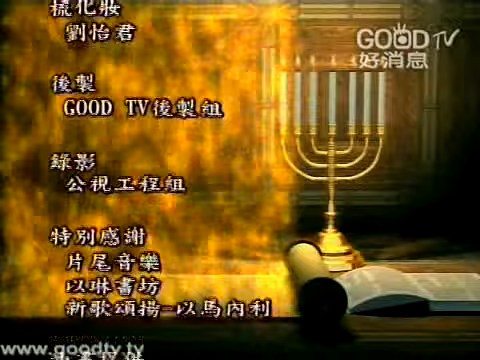 梳化妝
劉怡君
GOOD TV
好消息
後製
GOOD TV後製組
錄影
公視工程組
特別感謝
片尾音樂
以琳書坊
新歌頌揚-以馬內利
www.goodtv.tv